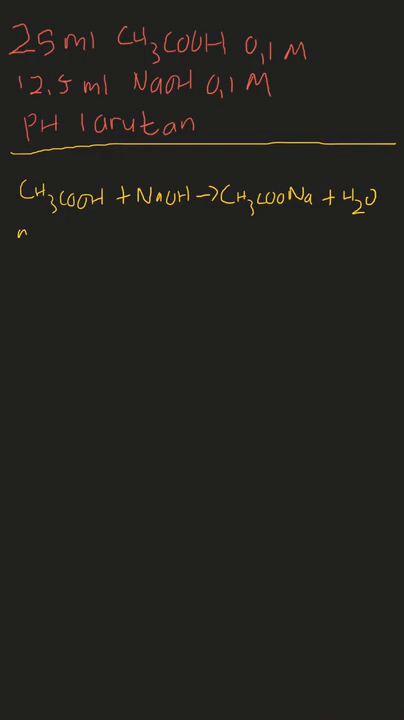 25 ml CH₃COOH 0,1 M
12,5 ml NaOH 0,1 M
PH larutan
CH₃COOH + NaOH → CH₃COONa + H₂O
n